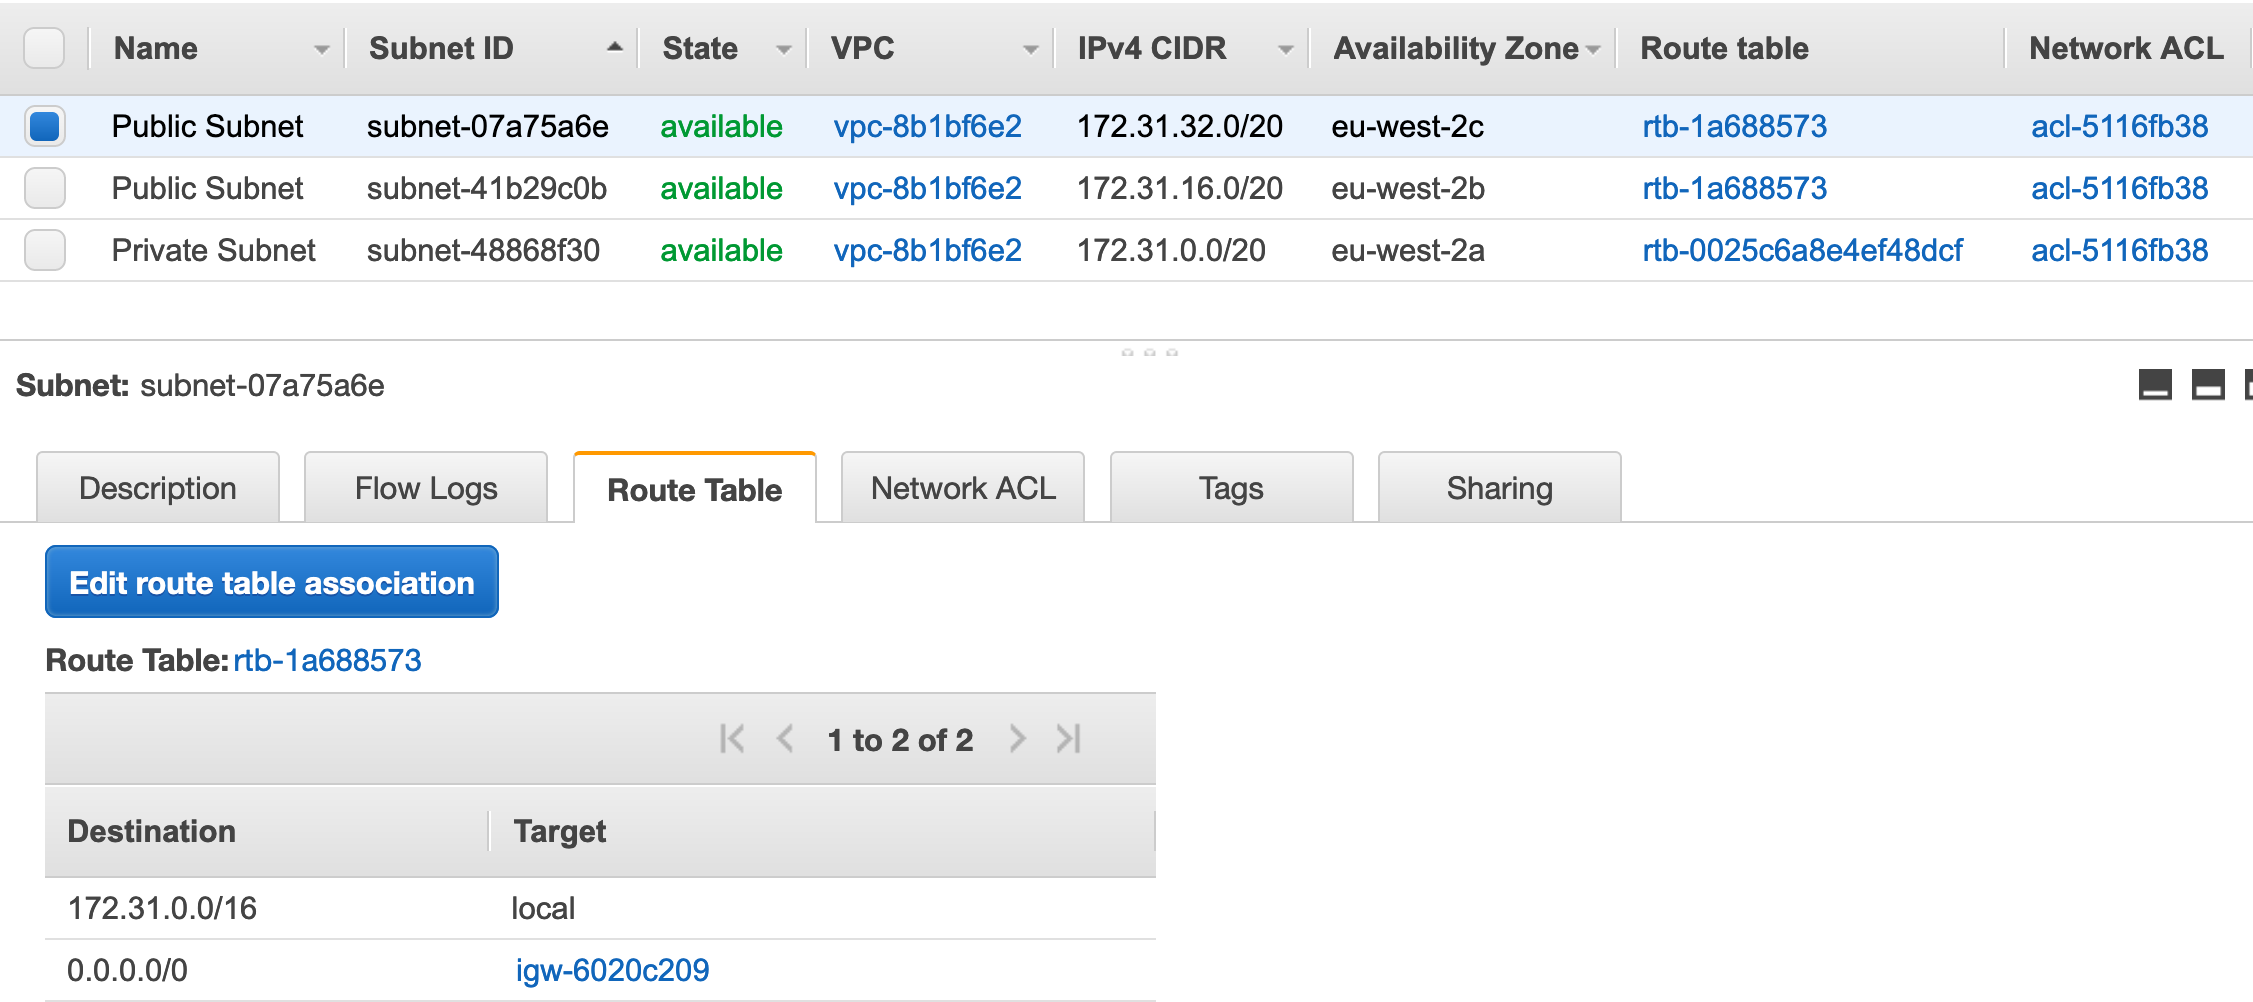 Name Subnet ID State VPC IPv4 CIDR Availability Zone Route table Network ACL
Public Subnet subnet-07a75a6e available vpc-8b1bf6e2 172.31.32.0/20 eu-west-2c rtb-1a688573 acl-5116fb38
Public Subnet subnet-41b29c0b available vpc-8b1bf6e2 172.31.16.0/20 eu-west-2b rtb-1a688573 acl-5116fb38
Private Subnet subnet-48868f30 available vpc-8b1bf6e2 172.31.0.0/20 eu-west-2a rtb-0025c6a8e4ef48dcf acl-5116fb38
Subnet: subnet-07a75a6e
Description Flow Logs Route Table Network ACL Tags Sharing
Edit route table association
Route Table: rtb-1a688573
1 to 2 of 2
Destination Target
172.31.0.0/16 local
0.0.0.0/0 igw-6020c209